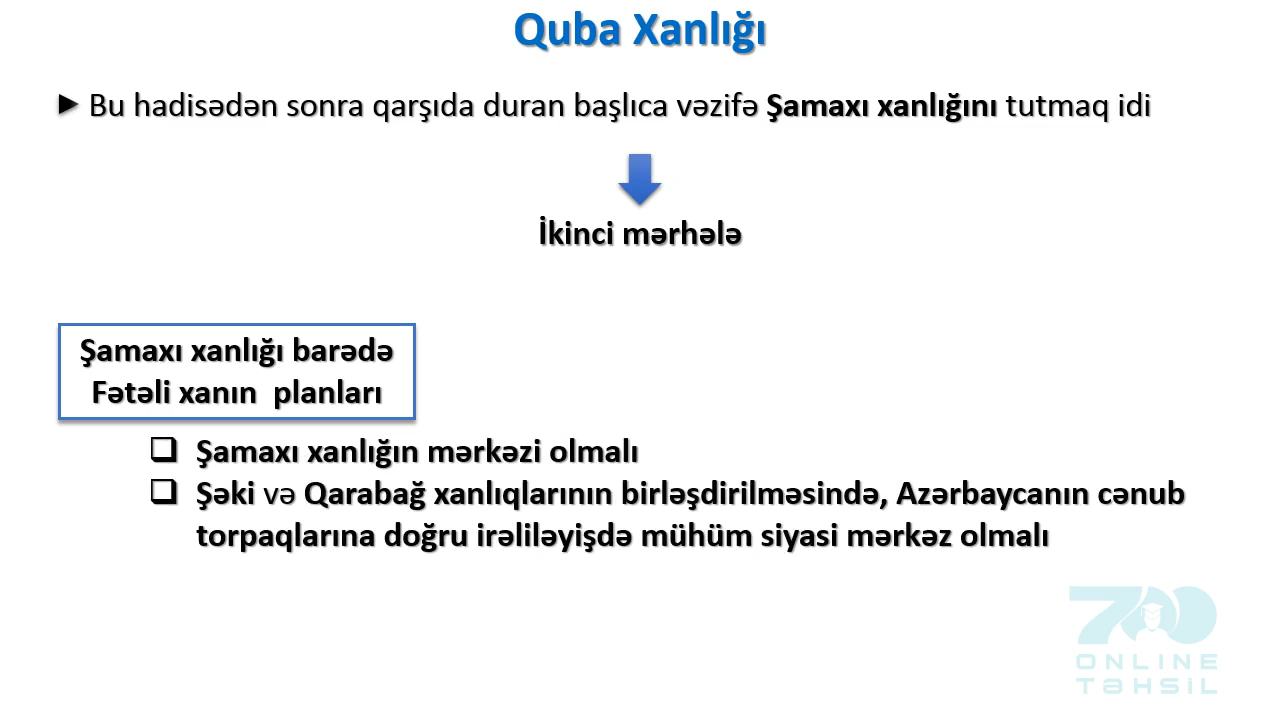 Quba Xanlığı
► Bu hadisədən sonra qarşıda duran başlıca vəzifə Şamaxı xanlığını tutmaq idi
İkinci mərhələ
Şamaxı xanlığı barədə
Fətəli xanın planları
❑ Şamaxı xanlığın mərkəzi olmalı
❑ Şəki və Qarabağ xanlıqlarının birləşdirilməsində, Azərbaycanın cənub
torpaqlarına doğru irəliləyişdə mühüm siyasi mərkəz olmalı
700
ONLINE
TƏHSİL